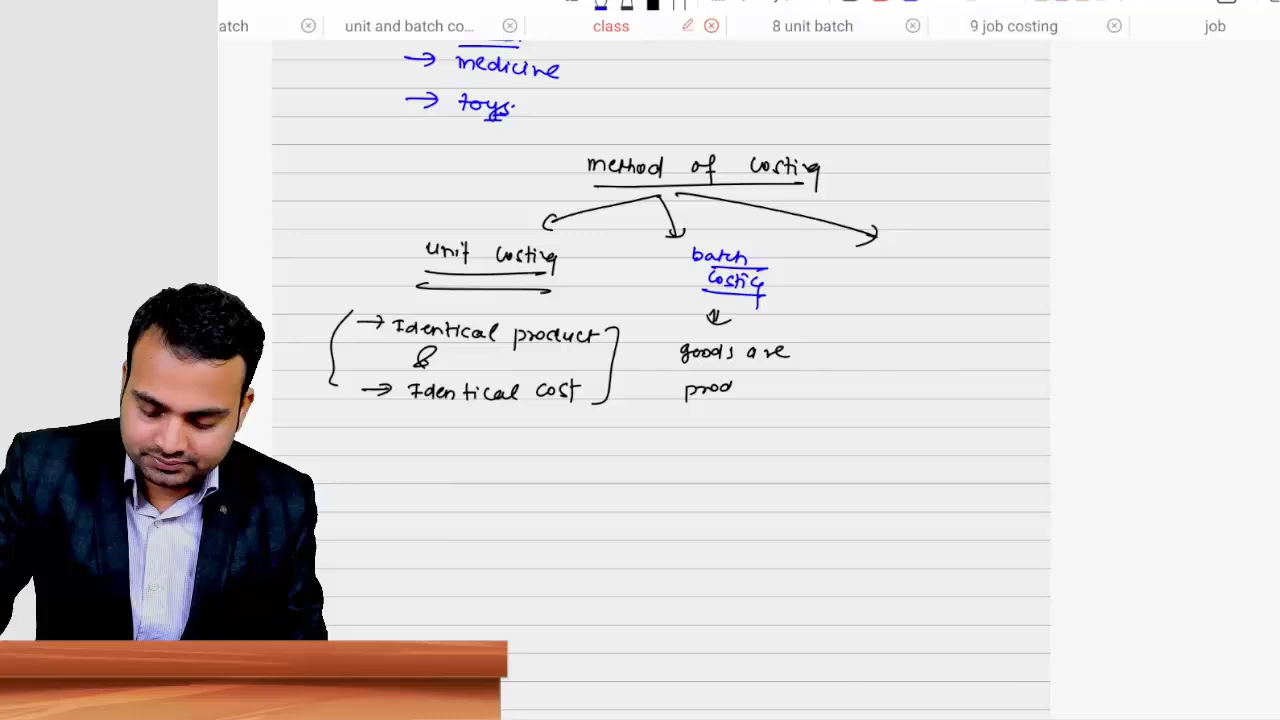 atch
unit and batch co...
class
8 unit batch
9 job costing
job
→ medicine
→ toys.
method of costing
unit costing
batch
costing
→ Identical product
&
→ Identical cost
goods are
prod